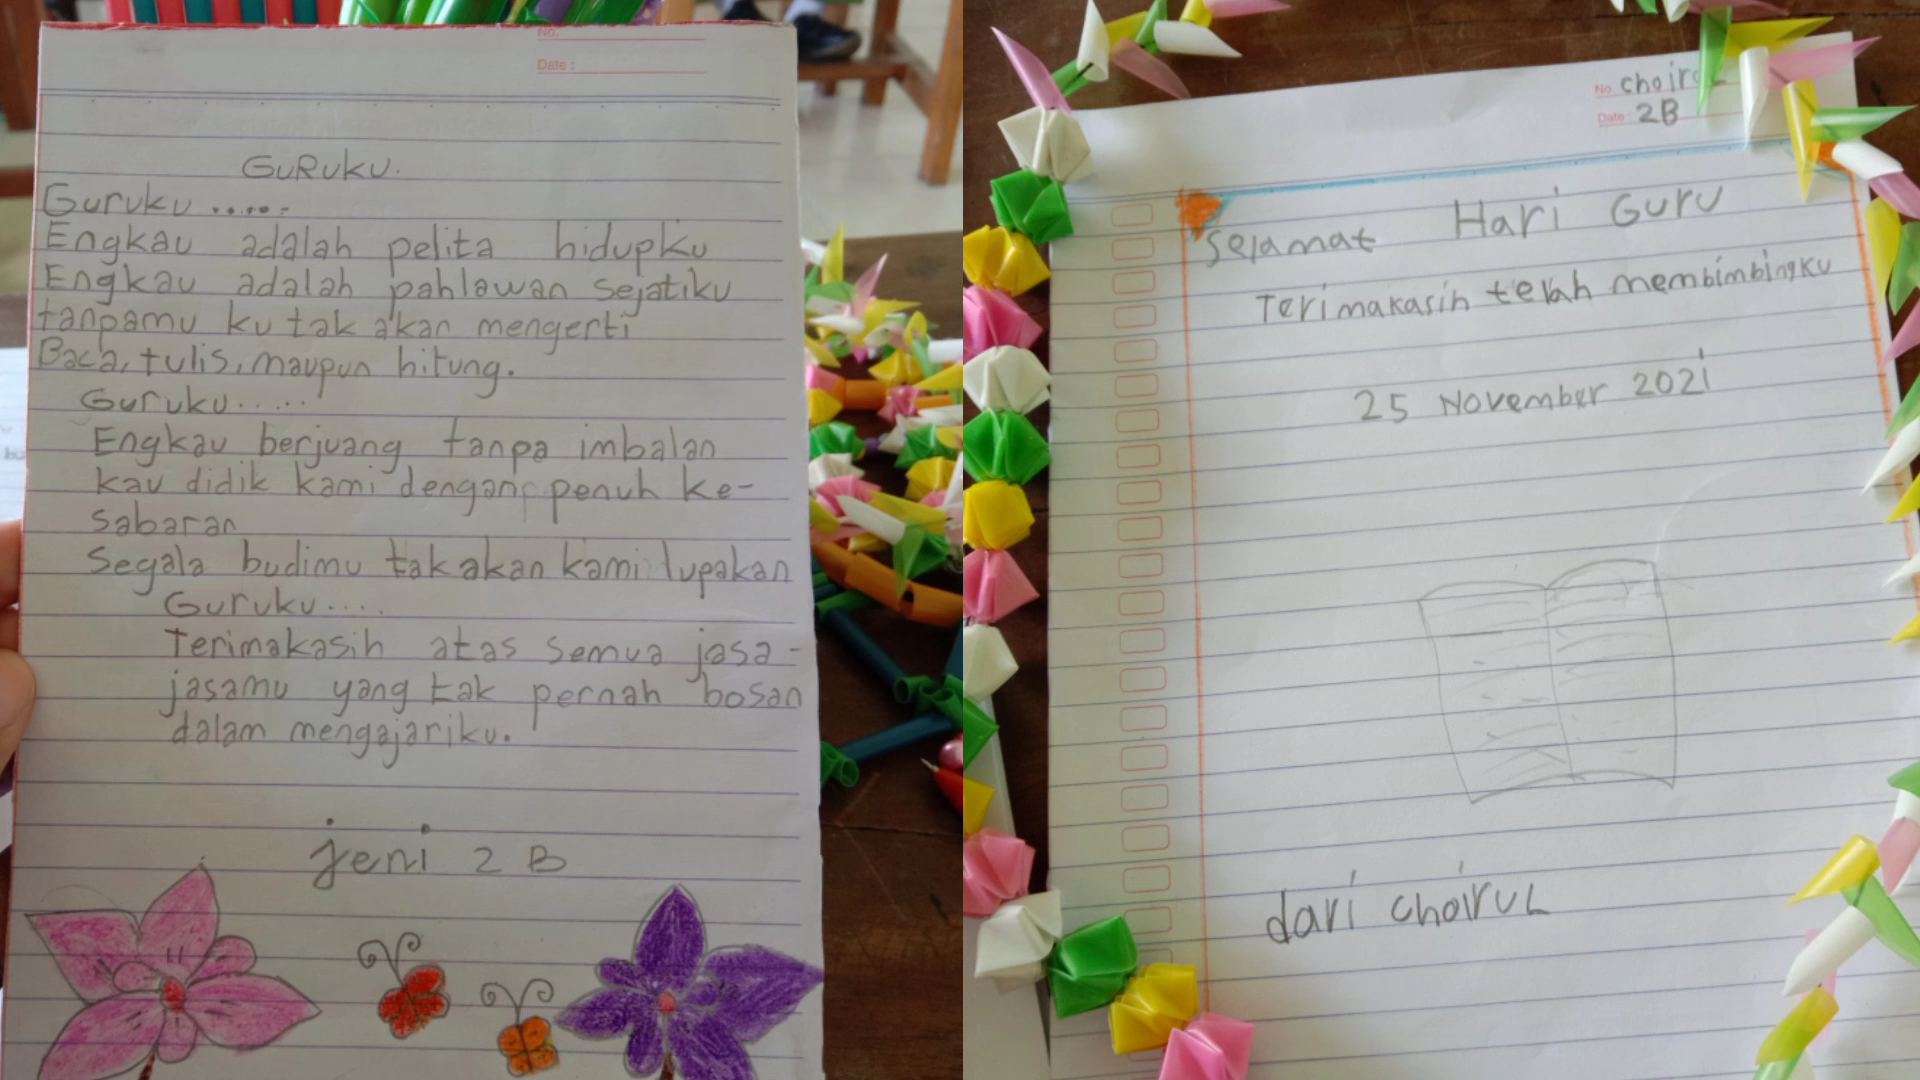 No.
Date :
GURUKU.
Guruku ......
Engkau adalah pelita hidupku
Engkau adalah pahlawan sejatiku
tanpamu ku tak akan mengerti
Baca, tulis, maupun hitung.
Guruku.....
Engkau berjuang tanpa imbalan
kau didik kami dengan penuh ke-
sabaran
Segala budimu tak akan kami lupakan
Guruku....
Terimakasih atas semua jasa-
jasamu yang tak pernah bosan
dalam mengajariku.
jeni 2 B
No. choiru
Date : 2B
Selamat Hari Guru
Terimakasih telah membimbingku
25 November 2021
dari choiruL